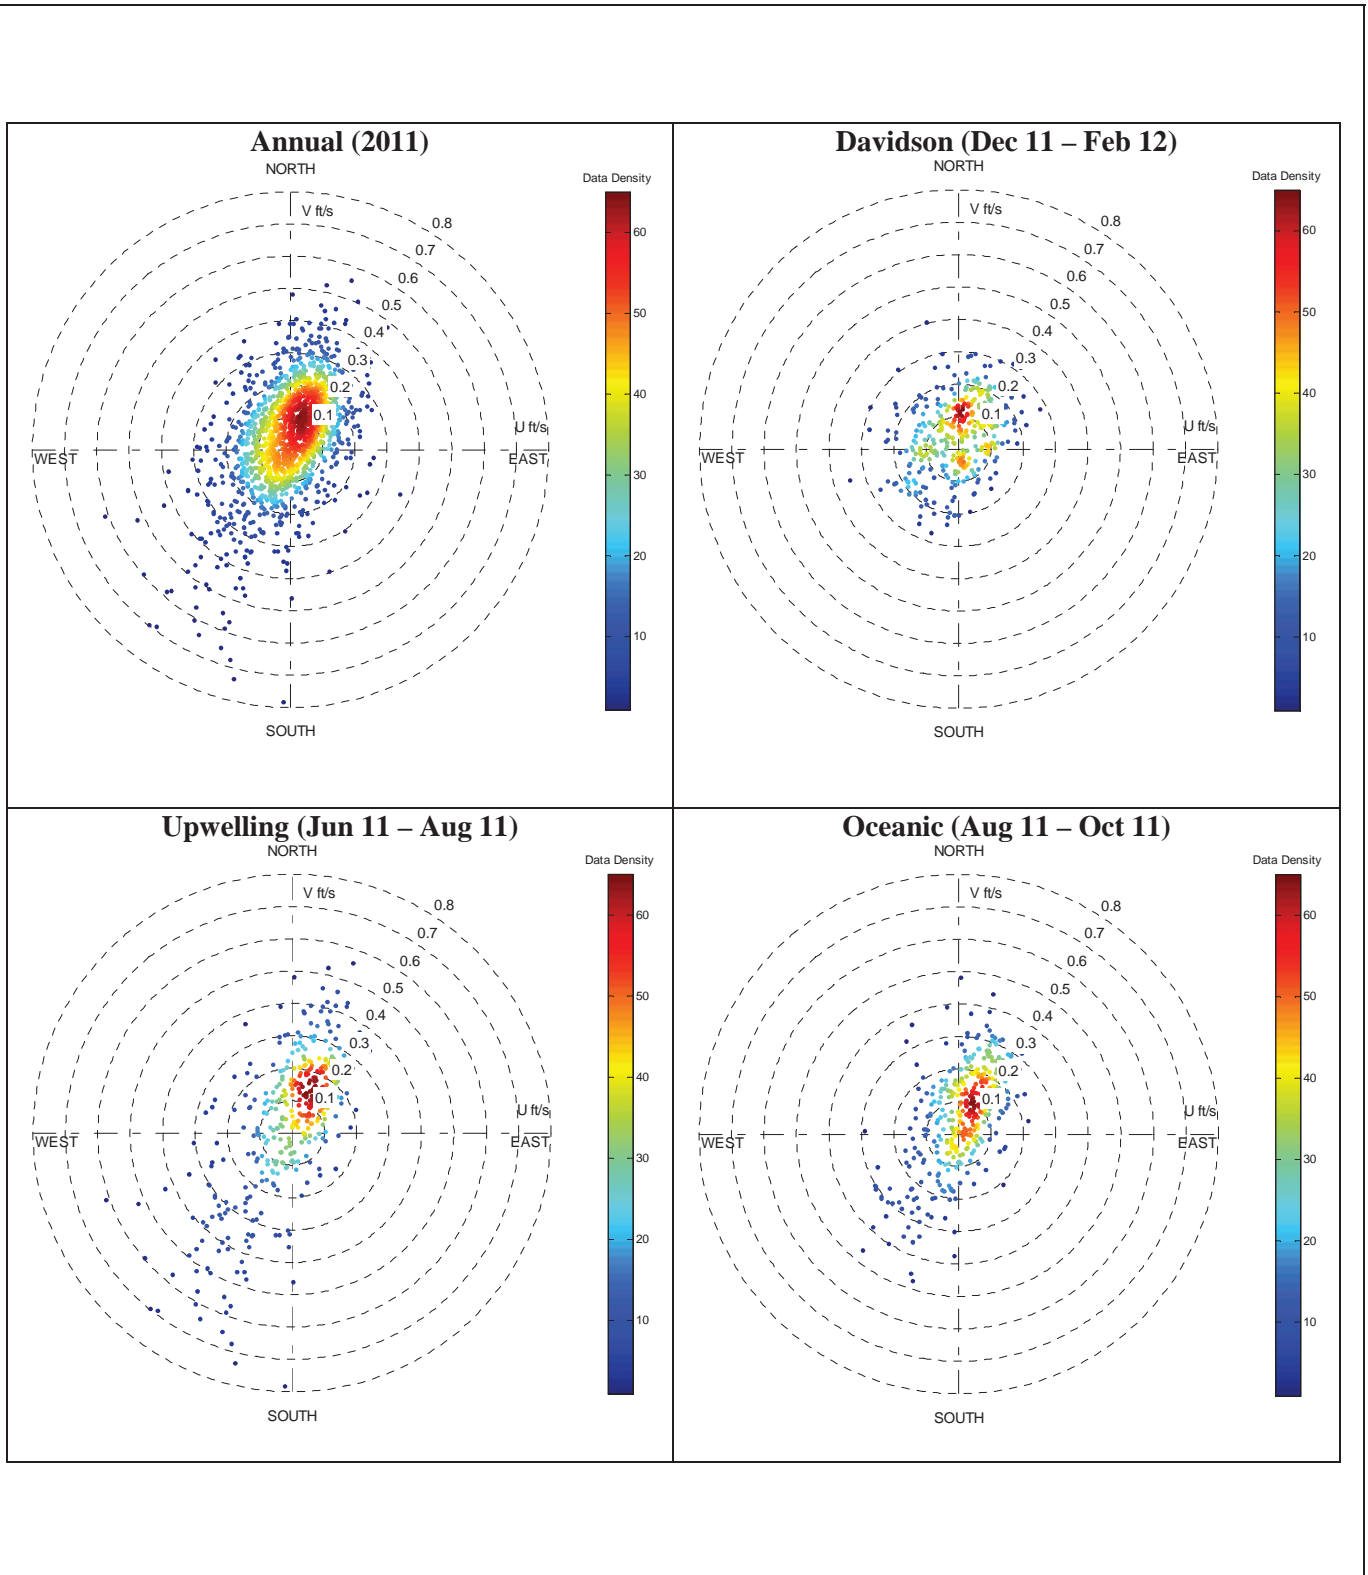 Annual (2011)
NORTH
Data Density
V ft/s
0.8
0.7
0.6
0.5
0.4
0.3
0.2
0.1
U ft/s
WEST
EAST
SOUTH
60
50
40
30
20
10
Davidson (Dec 11 – Feb 12)
NORTH
Data Density
V ft/s
0.8
0.7
0.6
0.5
0.4
0.3
0.2
0.1
U ft/s
WEST
EAST
SOUTH
60
50
40
30
20
10
Upwelling (Jun 11 – Aug 11)
NORTH
Data Density
V ft/s
0.8
0.7
0.6
0.5
0.4
0.3
0.2
0.1
U ft/s
WEST
EAST
SOUTH
60
50
40
30
20
10
Oceanic (Aug 11 – Oct 11)
NORTH
Data Density
V ft/s
0.8
0.7
0.6
0.5
0.4
0.3
0.2
0.1
U ft/s
WEST
EAST
SOUTH
60
50
40
30
20
10